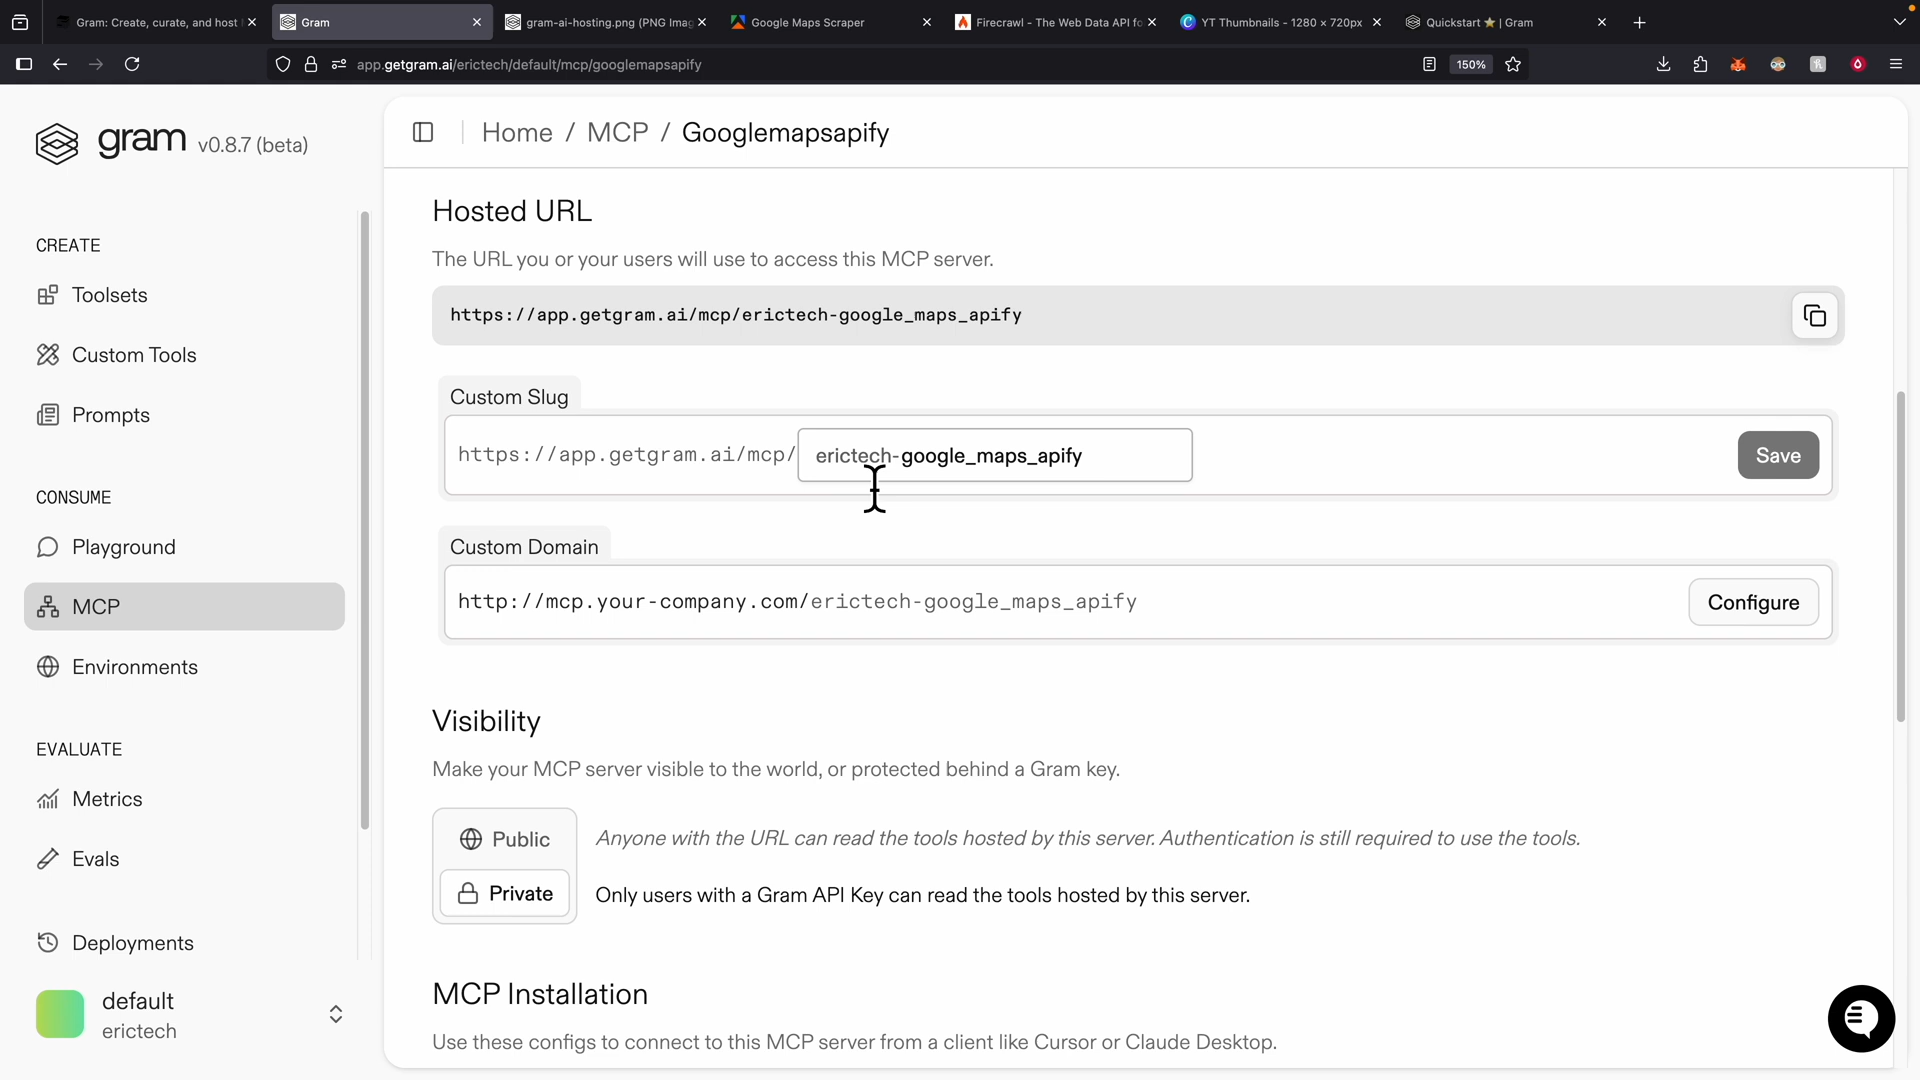 Gram: Create, curate, and host
Gram
gram-ai-hosting.png (PNG Imag
Google Maps Scraper
Firecrawl - The Web Data API fo
YT Thumbnails - 1280 × 720px
Quickstart ⭐ | Gram
app.getgram.ai/erictech/default/mcp/googlemapsapify
150%
gram v0.8.7 (beta)
CREATE
Toolsets
Custom Tools
Prompts
CONSUME
Playground
MCP
Environments
EVALUATE
Metrics
Evals
Deployments
default
erictech
Home / MCP / Googlemapsapify
Hosted URL
The URL you or your users will use to access this MCP server.
https://app.getgram.ai/mcp/erictech-google_maps_apify
Custom Slug
https://app.getgram.ai/mcp/ erictech-google_maps_apify
Save
Custom Domain
http://mcp.your-company.com/erictech-google_maps_apify
Configure
Visibility
Make your MCP server visible to the world, or protected behind a Gram key.
Public
Anyone with the URL can read the tools hosted by this server. Authentication is still required to use the tools.
Private
Only users with a Gram API Key can read the tools hosted by this server.
MCP Installation
Use these configs to connect to this MCP server from a client like Cursor or Claude Desktop.